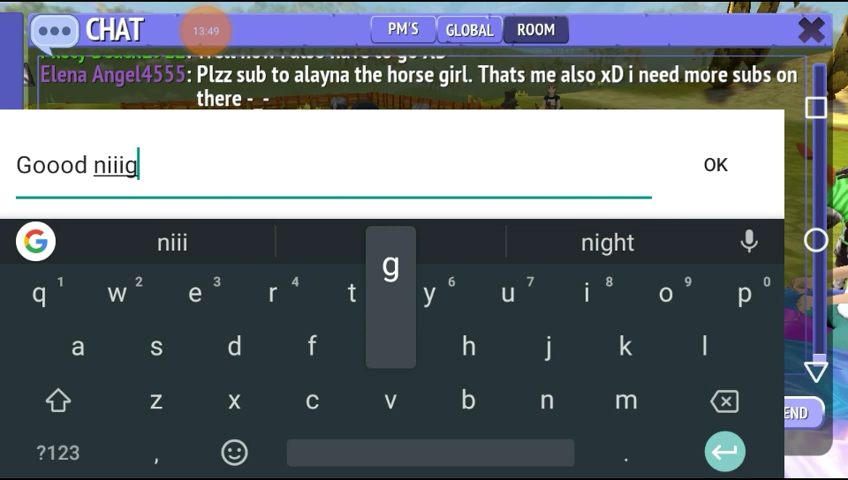 CHAT
13:49
PM'S
GLOBAL
ROOM
Elena Angel4555: Plzz sub to alayna the horse girl. Thats me also xD i need more subs on
there - -
Goood niiig
OK
niii
night
g
q 1 w 2 e 3 r 4 t y 6 u 7 i 8 o 9 p 0
a s d f h j k l
z x c v b n m
?123 , .
END